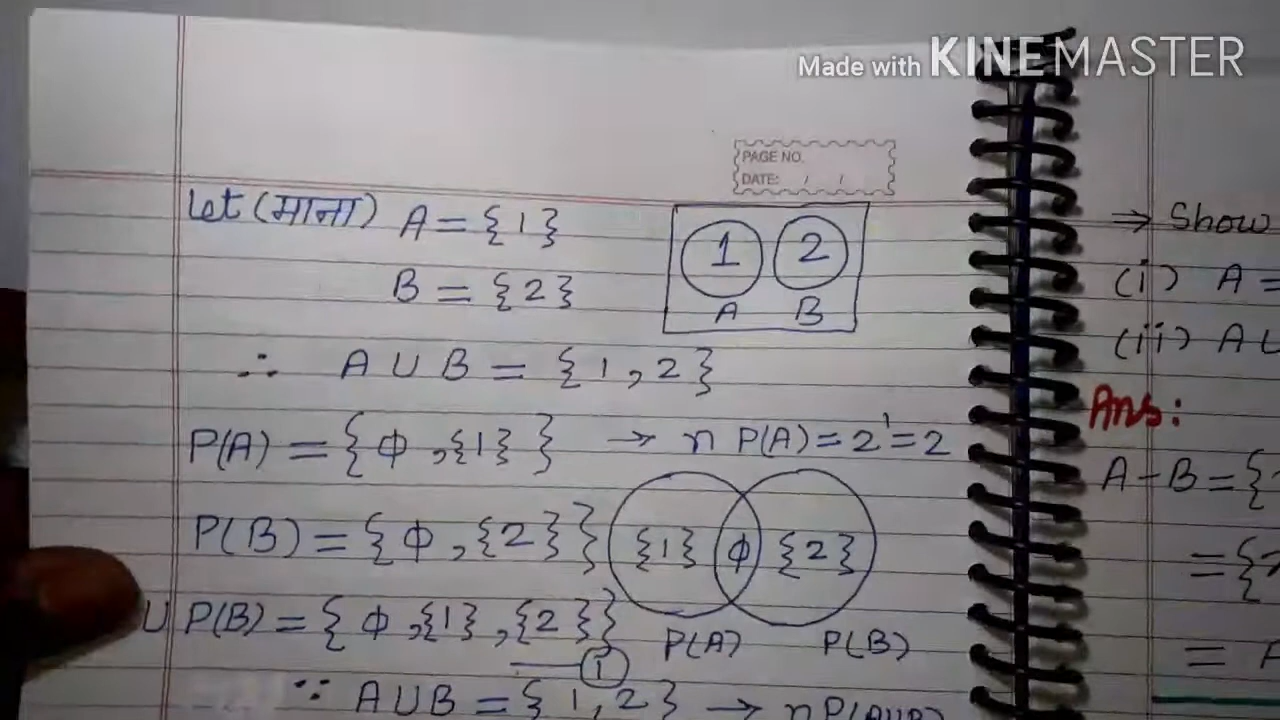 Made with KINEMASTER
PAGE NO.
DATE: / /
Let (माना) A = {1}
B = {2}
1 2
A B
∴ A ∪ B = {1, 2}
P(A) = {ϕ, {1}} → n P(A) = 2¹ = 2
P(B) = {ϕ, {2}}
{1} ϕ {2}
∪ P(B) = {ϕ, {1}, {2}}
P(A) P(B)
①
∵ A ∪ B = {1, 2} → n P(A∪B)
⇒ Show
(i) A =
(ii) A ∪
Ans:
A - B = {
= {
= A